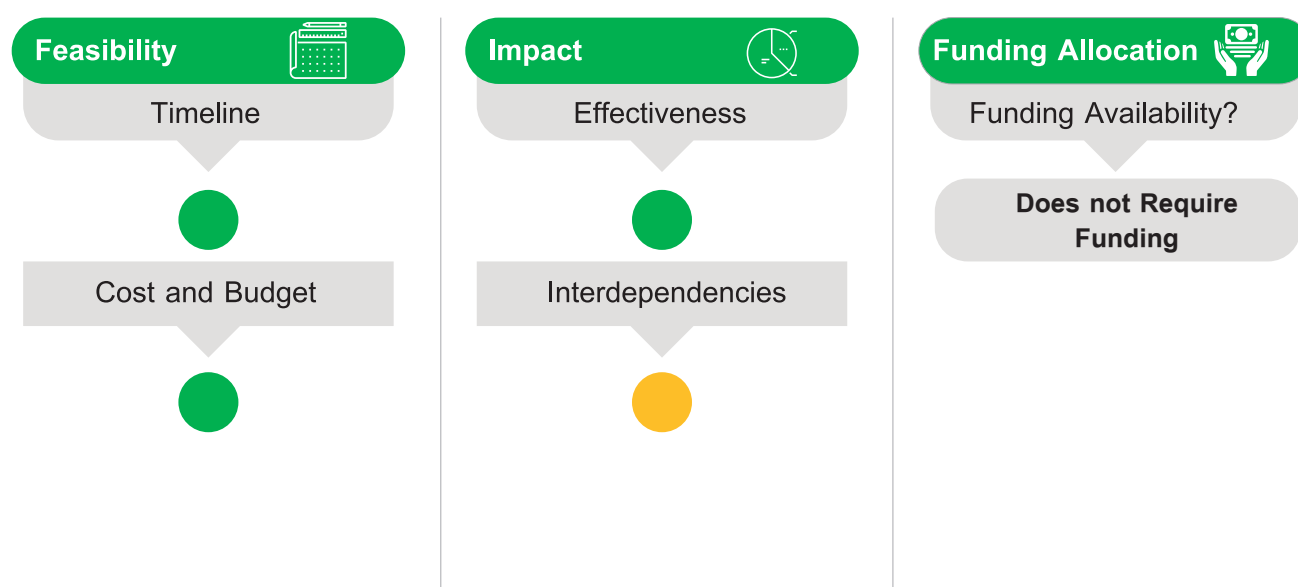 Feasibility
Timeline
Cost and Budget
Impact
Effectiveness
Interdependencies
Funding Allocation
Funding Availability?
Does not Require
Funding